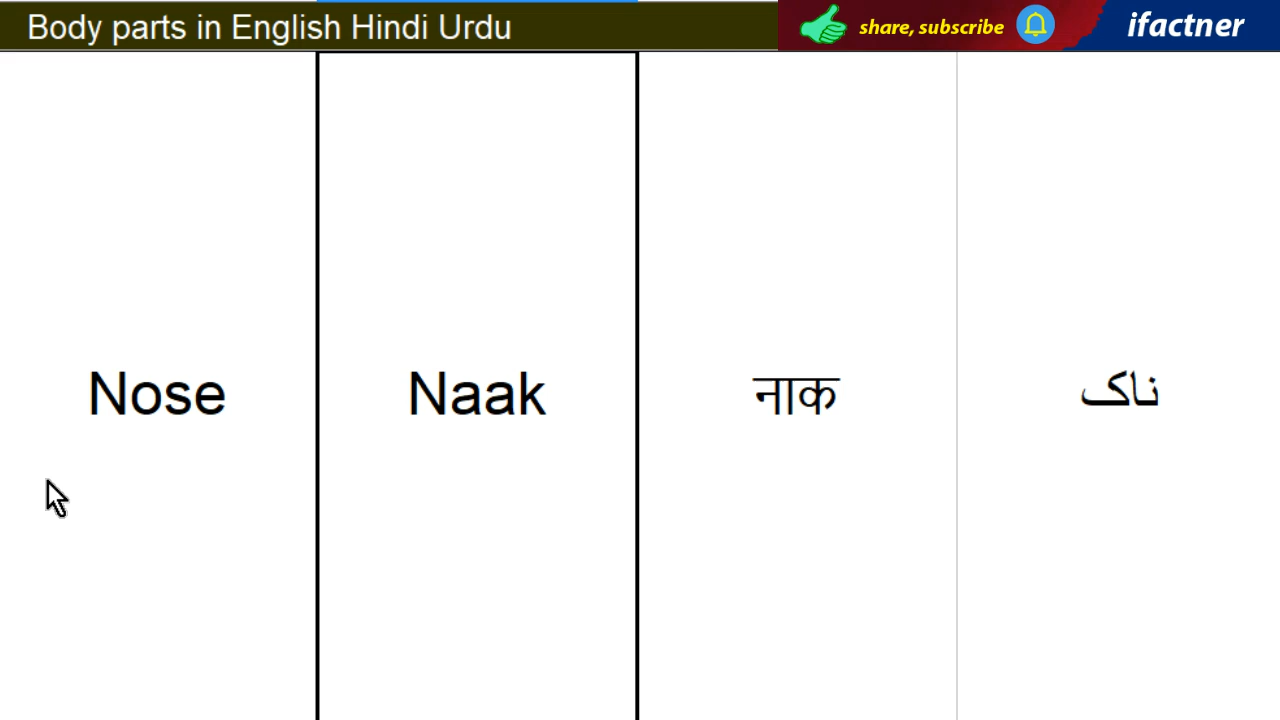 Body parts in English Hindi Urdu
share, subscribe
ifactner
Nose
Naak
नाक
ناک